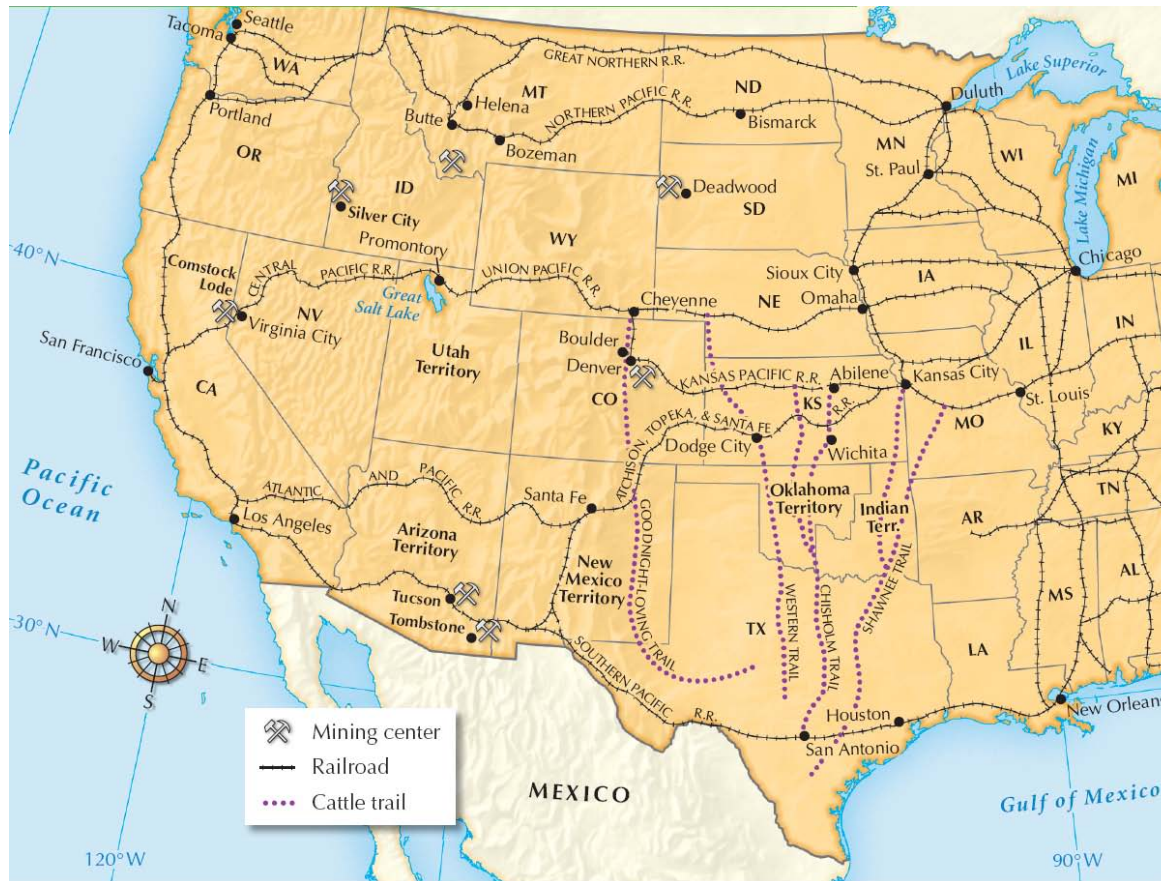 Seattle
Tacoma
WA
Portland
OR
GREAT NORTHERN R.R.
MT
ND
Helena
Butte
NORTHERN PACIFIC R.R.
Bozeman
Bismarck
Duluth
Lake Superior
MN
St. Paul
WI
Lake Michigan
MI
ID
Silver City
Deadwood
SD
WY
Promontory
40°N
Comstock
Lode
CENTRAL
PACIFIC R.R.
UNION PACIFIC R.R.
Great
Salt Lake
Virginia City
NV
Cheyenne
NE
Sioux City
IA
Omaha
Chicago
San Francisco
CA
Utah
Territory
Boulder
Denver
CO
KANSAS PACIFIC R.R.
Abilene
KS
Kansas City
IL
IN
St. Louis
MO
KY
ATCHISON, TOPEKA, & SANTA FE
R.R.
Dodge City
Wichita
Pacific
Ocean
ATLANTIC
AND
PACIFIC
R.R.
Santa Fe
Los Angeles
Arizona
Territory
New
Mexico
Territory
GOODNIGHT-LOVING TRAIL
Oklahoma
Territory
Indian
Terr.
AR
TN
MS
AL
Tucson
Tombstone
30°N
N
W
E
S
TX
WESTERN TRAIL
CHISHOLM TRAIL
SHAWNEE TRAIL
LA
SOUTHERN PACIFIC
R.R.
Houston
San Antonio
New Orlean
Mining center
Railroad
Cattle trail
MEXICO
Gulf of Mexico
120°W
90°W